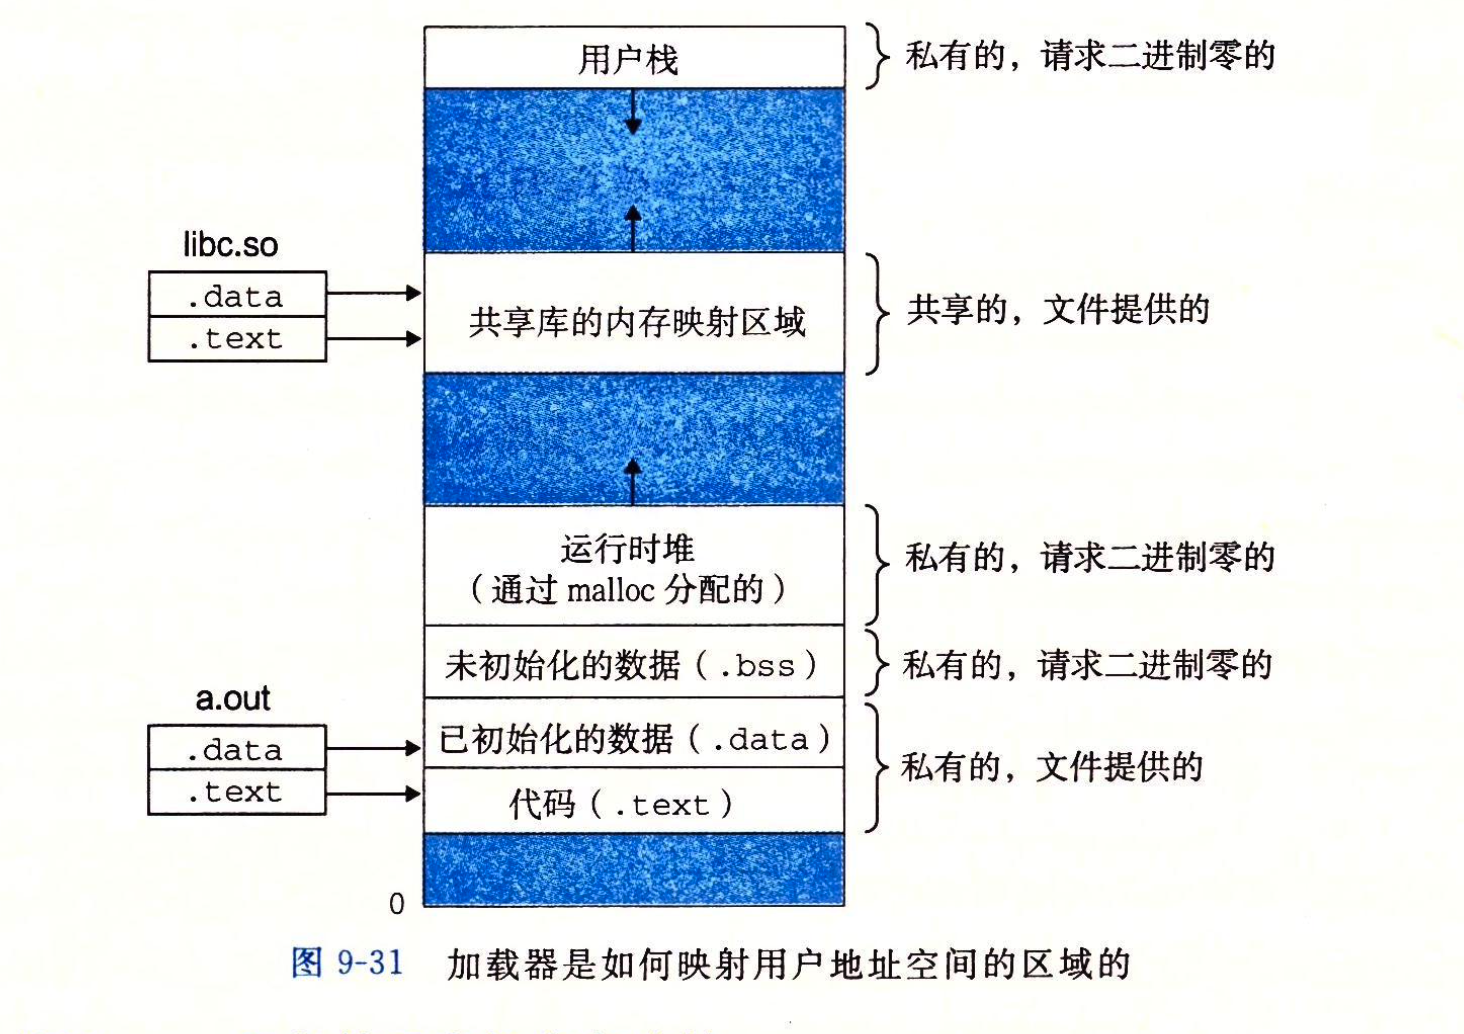 用户栈
私有的，请求二进制零的
libc.so
.data
.text
共享库的内存映射区域
共享的，文件提供的
运行时堆
（通过 malloc 分配的）
私有的，请求二进制零的
未初始化的数据（.bss）
私有的，请求二进制零的
a.out
.data
.text
已初始化的数据（.data）
代码（.text）
私有的，文件提供的
0
图 9-31 加载器是如何映射用户地址空间的区域的